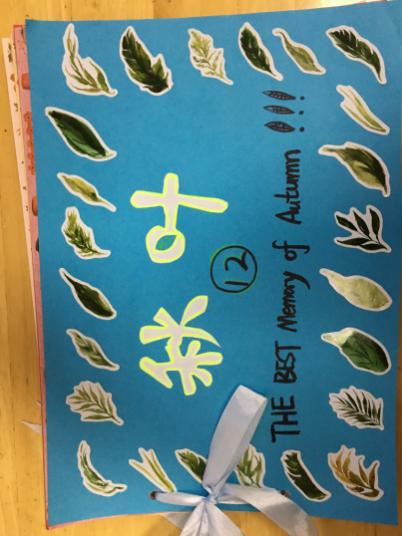 秋叶
⑫
THE BEST Memory of Autumn !!!